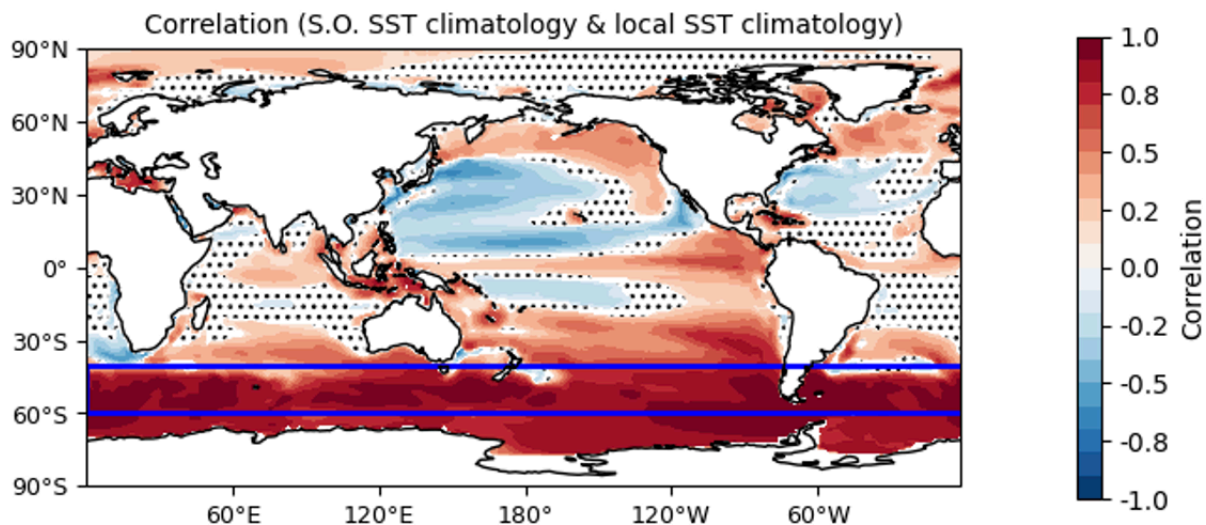 Correlation (S.O. SST climatology & local SST climatology)
90°N
60°N
30°N
0°
30°S
60°S
90°S
60°E
120°E
180°
120°W
60°W
1.0
0.8
0.5
0.2
0.0
-0.2
-0.5
-0.8
-1.0
Correlation